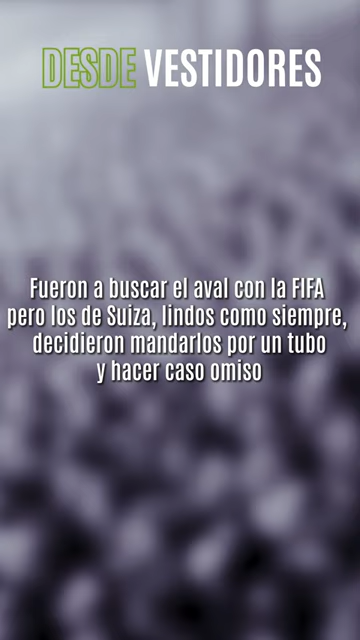 DESDE VESTIDORES
Fueron a buscar el aval con la FIFA
pero los de Suiza, lindos como siempre,
decidieron mandarlos por un tubo
y hacer caso omiso